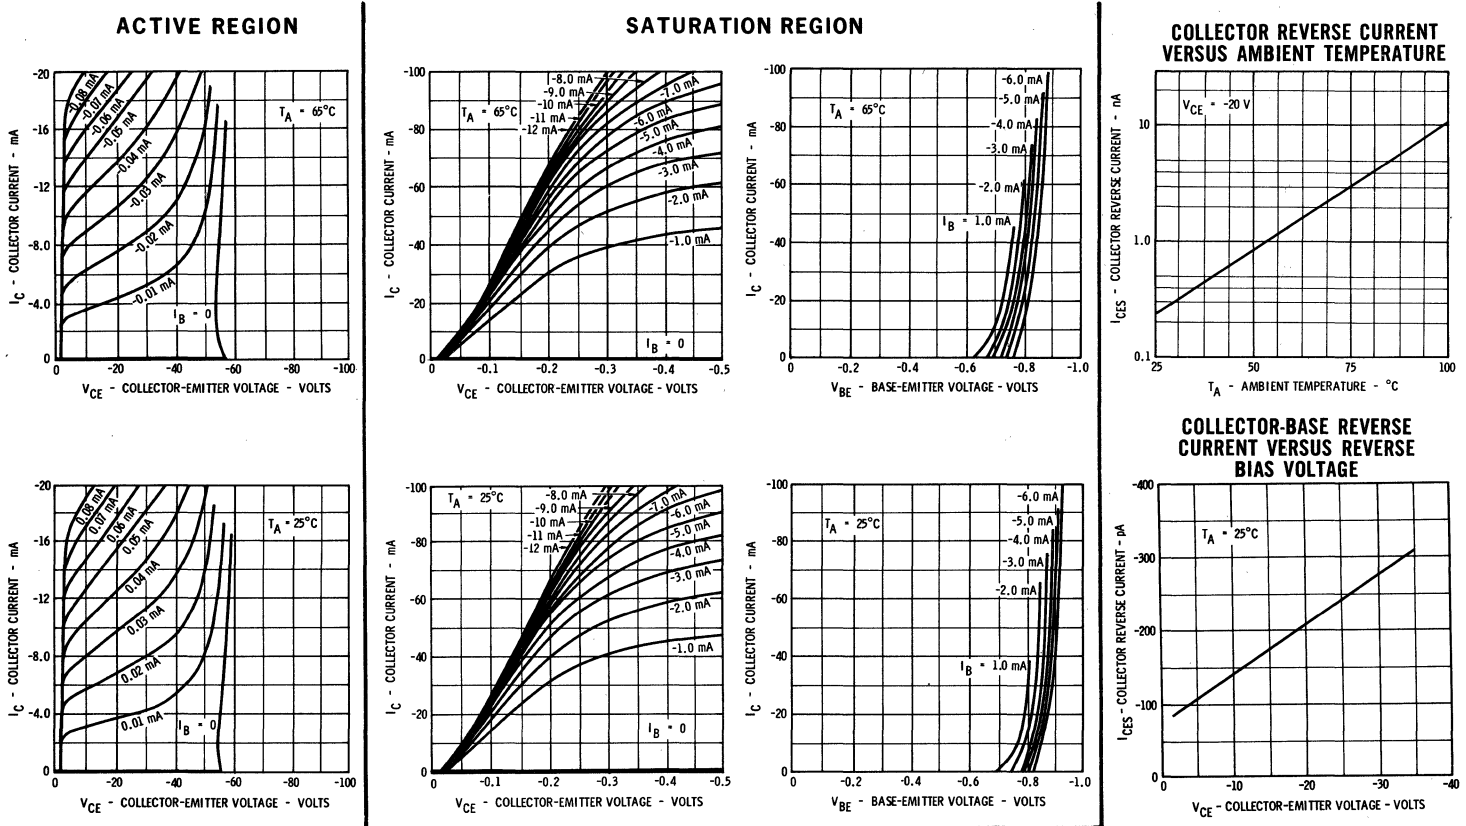 ACTIVE REGION
-20
-16
-12
-8.0
-4.0
0
I_C - COLLECTOR CURRENT - mA
-0.08 mA
-0.07 mA
-0.06 mA
-0.05 mA
-0.04 mA
-0.03 mA
-0.02 mA
-0.01 mA
I_B = 0
T_A = 65°C
0
-20
-40
-60
-80
-100
V_CE - COLLECTOR-EMITTER VOLTAGE - VOLTS
-20
-16
-12
-8.0
-4.0
0
I_C - COLLECTOR CURRENT - mA
0.08 mA
0.07 mA
0.06 mA
0.05 mA
0.04 mA
0.03 mA
0.02 mA
0.01 mA
I_B = 0
T_A = 25°C
0
-20
-40
-60
-80
-100
V_CE - COLLECTOR-EMITTER VOLTAGE - VOLTS
SATURATION REGION
-100
-80
-60
-40
-20
0
I_C - COLLECTOR CURRENT - mA
T_A = 65°C
-8.0 mA
-9.0 mA
-10 mA
-11 mA
-12 mA
-7.0 mA
-6.0 mA
-5.0 mA
-4.0 mA
-3.0 mA
-2.0 mA
-1.0 mA
I_B = 0
0
-0.1
-0.2
-0.3
-0.4
-0.5
V_CE - COLLECTOR-EMITTER VOLTAGE - VOLTS
-100
-80
-60
-40
-20
0
I_C - COLLECTOR CURRENT - mA
T_A = 65°C
-6.0 mA
-5.0 mA
-4.0 mA
-3.0 mA
-2.0 mA
I_B = 1.0 mA
0
-0.2
-0.4
-0.6
-0.8
-1.0
V_BE - BASE-EMITTER VOLTAGE - VOLTS
-100
-80
-60
-40
-20
0
I_C - COLLECTOR CURRENT - mA
T_A = 25°C
-8.0 mA
-9.0 mA
-10 mA
-11 mA
-12 mA
-7.0 mA
-6.0 mA
-5.0 mA
-4.0 mA
-3.0 mA
-2.0 mA
-1.0 mA
I_B = 0
0
-0.1
-0.2
-0.3
-0.4
-0.5
V_CE - COLLECTOR-EMITTER VOLTAGE - VOLTS
-100
-80
-60
-40
-20
0
I_C - COLLECTOR CURRENT - mA
T_A = 25°C
-6.0 mA
-5.0 mA
-4.0 mA
-3.0 mA
-2.0 mA
I_B = 1.0 mA
0
-0.2
-0.4
-0.6
-0.8
-1.0
V_BE - BASE-EMITTER VOLTAGE - VOLTS
COLLECTOR REVERSE CURRENT
VERSUS AMBIENT TEMPERATURE
10
1.0
0.1
I_CES - COLLECTOR REVERSE CURRENT - nA
V_CE = -20 V
25
50
75
100
T_A - AMBIENT TEMPERATURE - °C
COLLECTOR-BASE REVERSE
CURRENT VERSUS REVERSE
BIAS VOLTAGE
-400
-300
-200
-100
0
I_CES - COLLECTOR REVERSE CURRENT - pA
T_A = 25°C
0
-10
-20
-30
-40
V_CE - COLLECTOR-EMITTER VOLTAGE - VOLTS